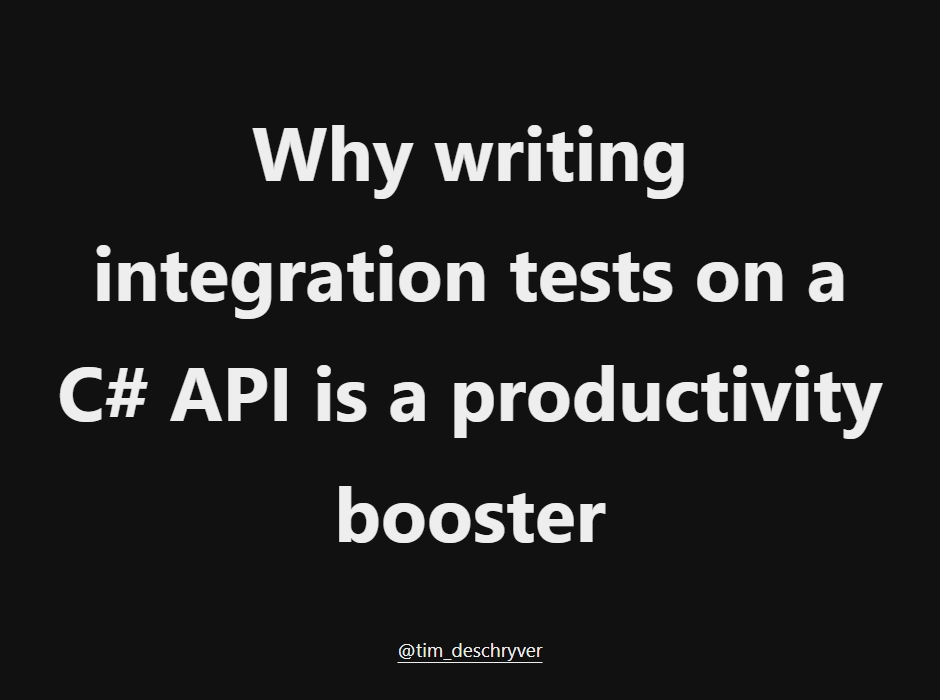 Why writing
integration tests on a
C# API is a productivity
booster
@tim_deschryver